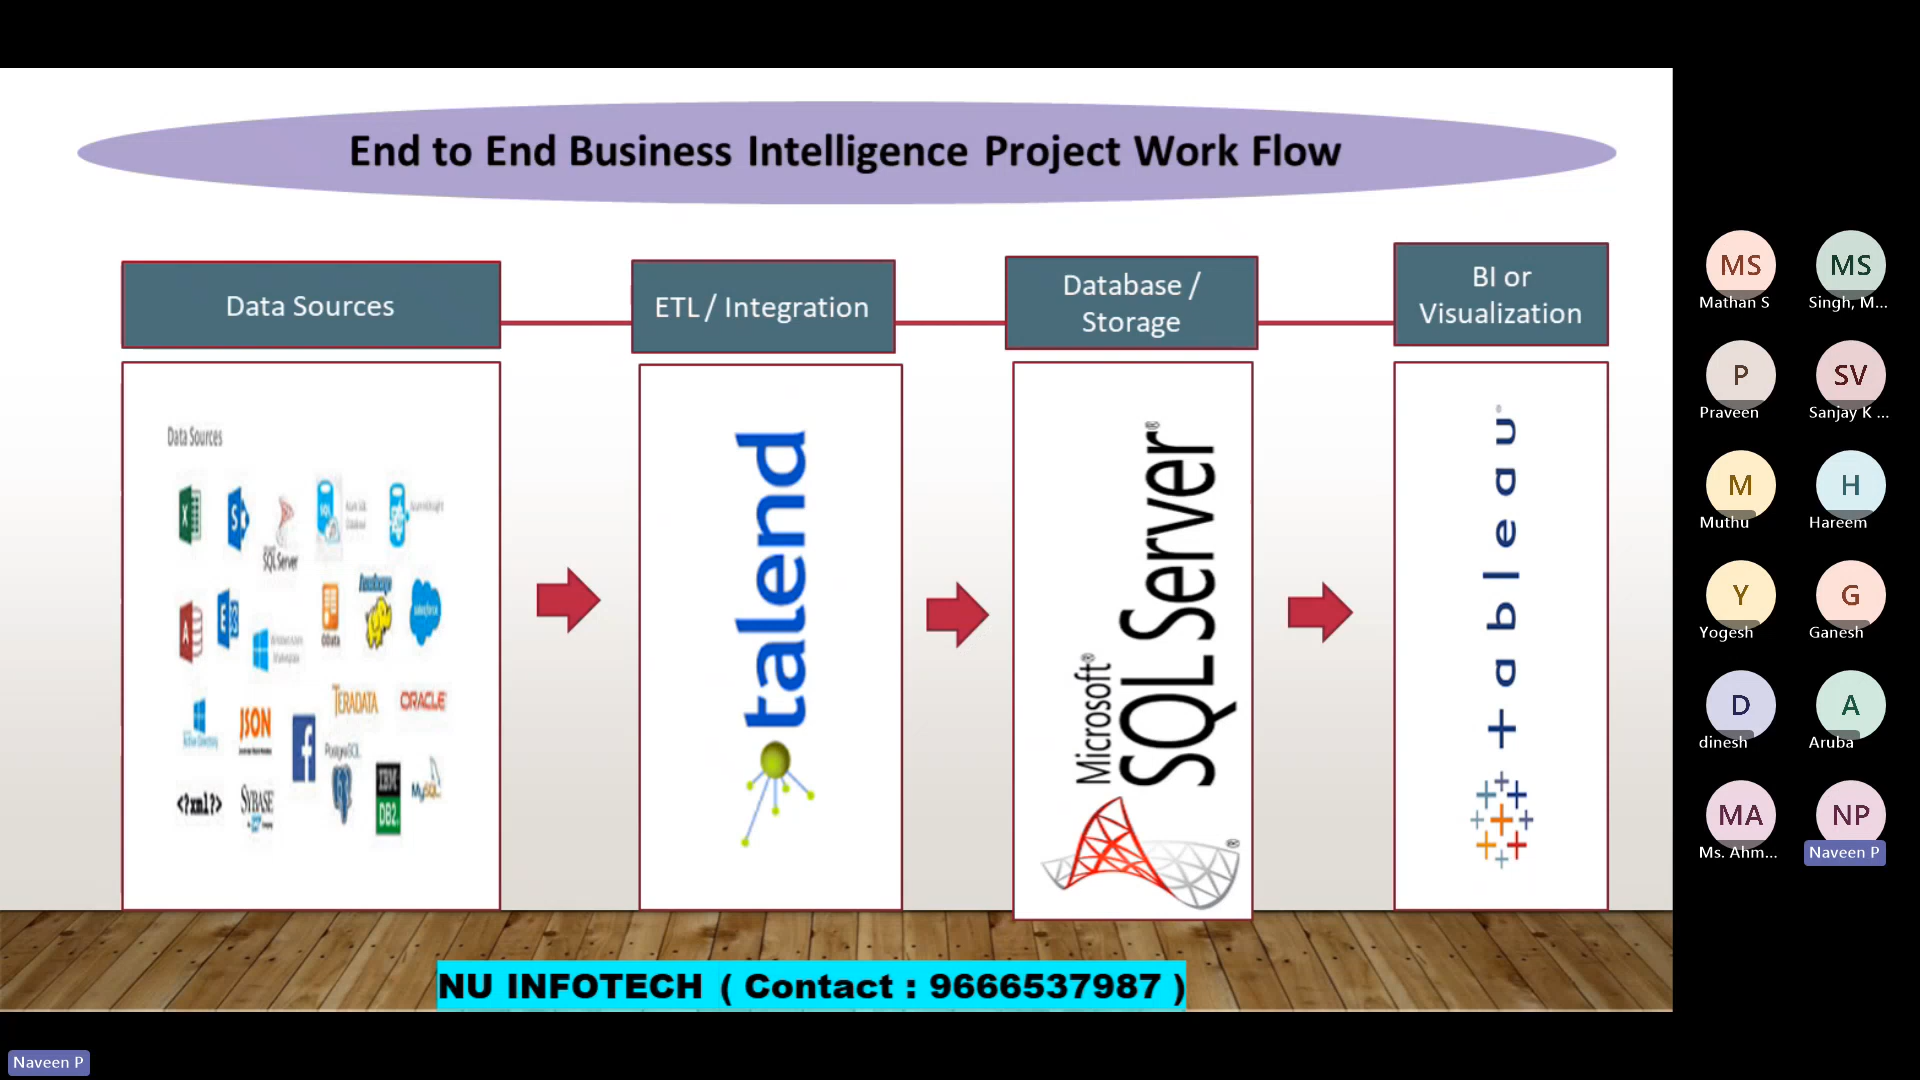 End to End Business Intelligence Project Work Flow
Data Sources
ETL / Integration
Database /
Storage
BI or
Visualization
Data Sources
SQL Server
OData
salesforce
TERADATA
ORACLE
JSON
PostgreSQL
<?xml?>
SYBASE
IBM
DB2.
MySQL
talend
Microsoft®
SQL Server®
tableau
NU INFOTECH ( Contact : 9666537987 )
MS
Mathan S
MS
Singh, M...
P
Praveen
SV
Sanjay K ...
M
Muthu
H
Hareem
Y
Yogesh
G
Ganesh
D
dinesh
A
Aruba
MA
Ms. Ahm...
NP
Naveen P
Naveen P